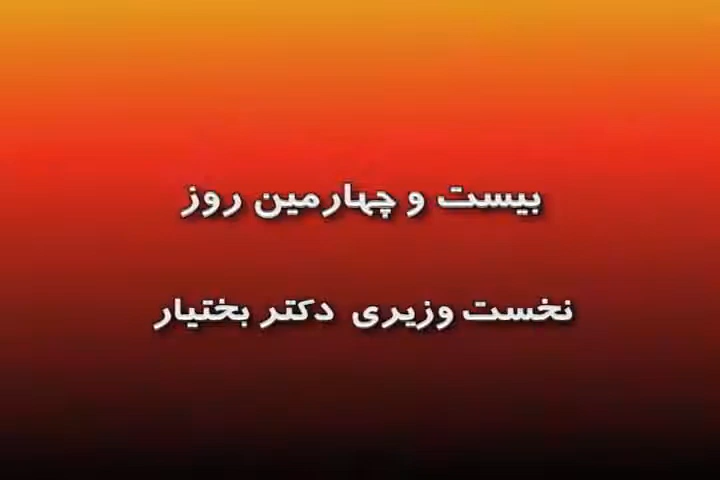 بیست و چهارمین روز
نخست وزیری دکتر بختیار